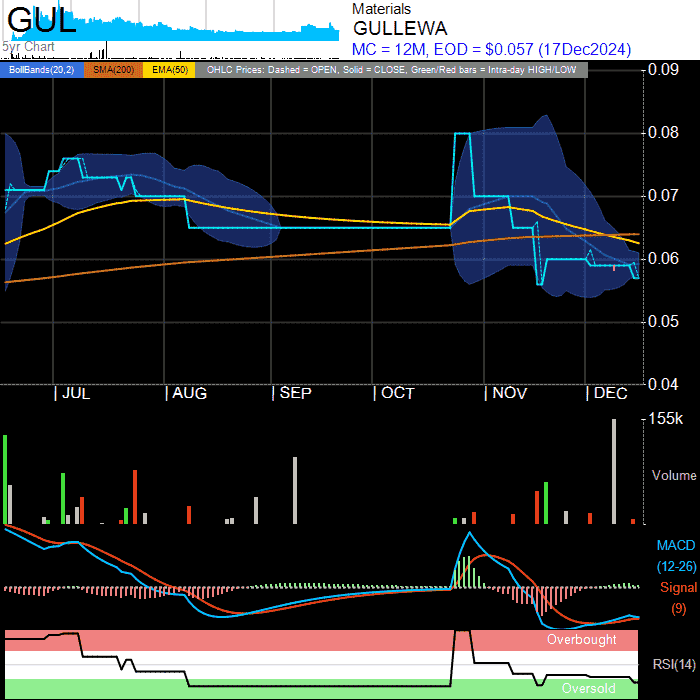 GUL
5yr Chart
Materials
GULLEWA
MC = 12M, EOD = $0.057 (17Dec2024)
BollBands(20,2) SMA(200) EMA(50) OHLC Prices: Dashed = OPEN, Solid = CLOSE, Green/Red bars = Intra-day HIGH/LOW
0.09
0.08
0.07
0.06
0.05
0.04
JUL AUG SEP OCT NOV DEC
155k
Volume
MACD
(12-26)
Signal
(9)
Overbought
RSI(14)
Oversold